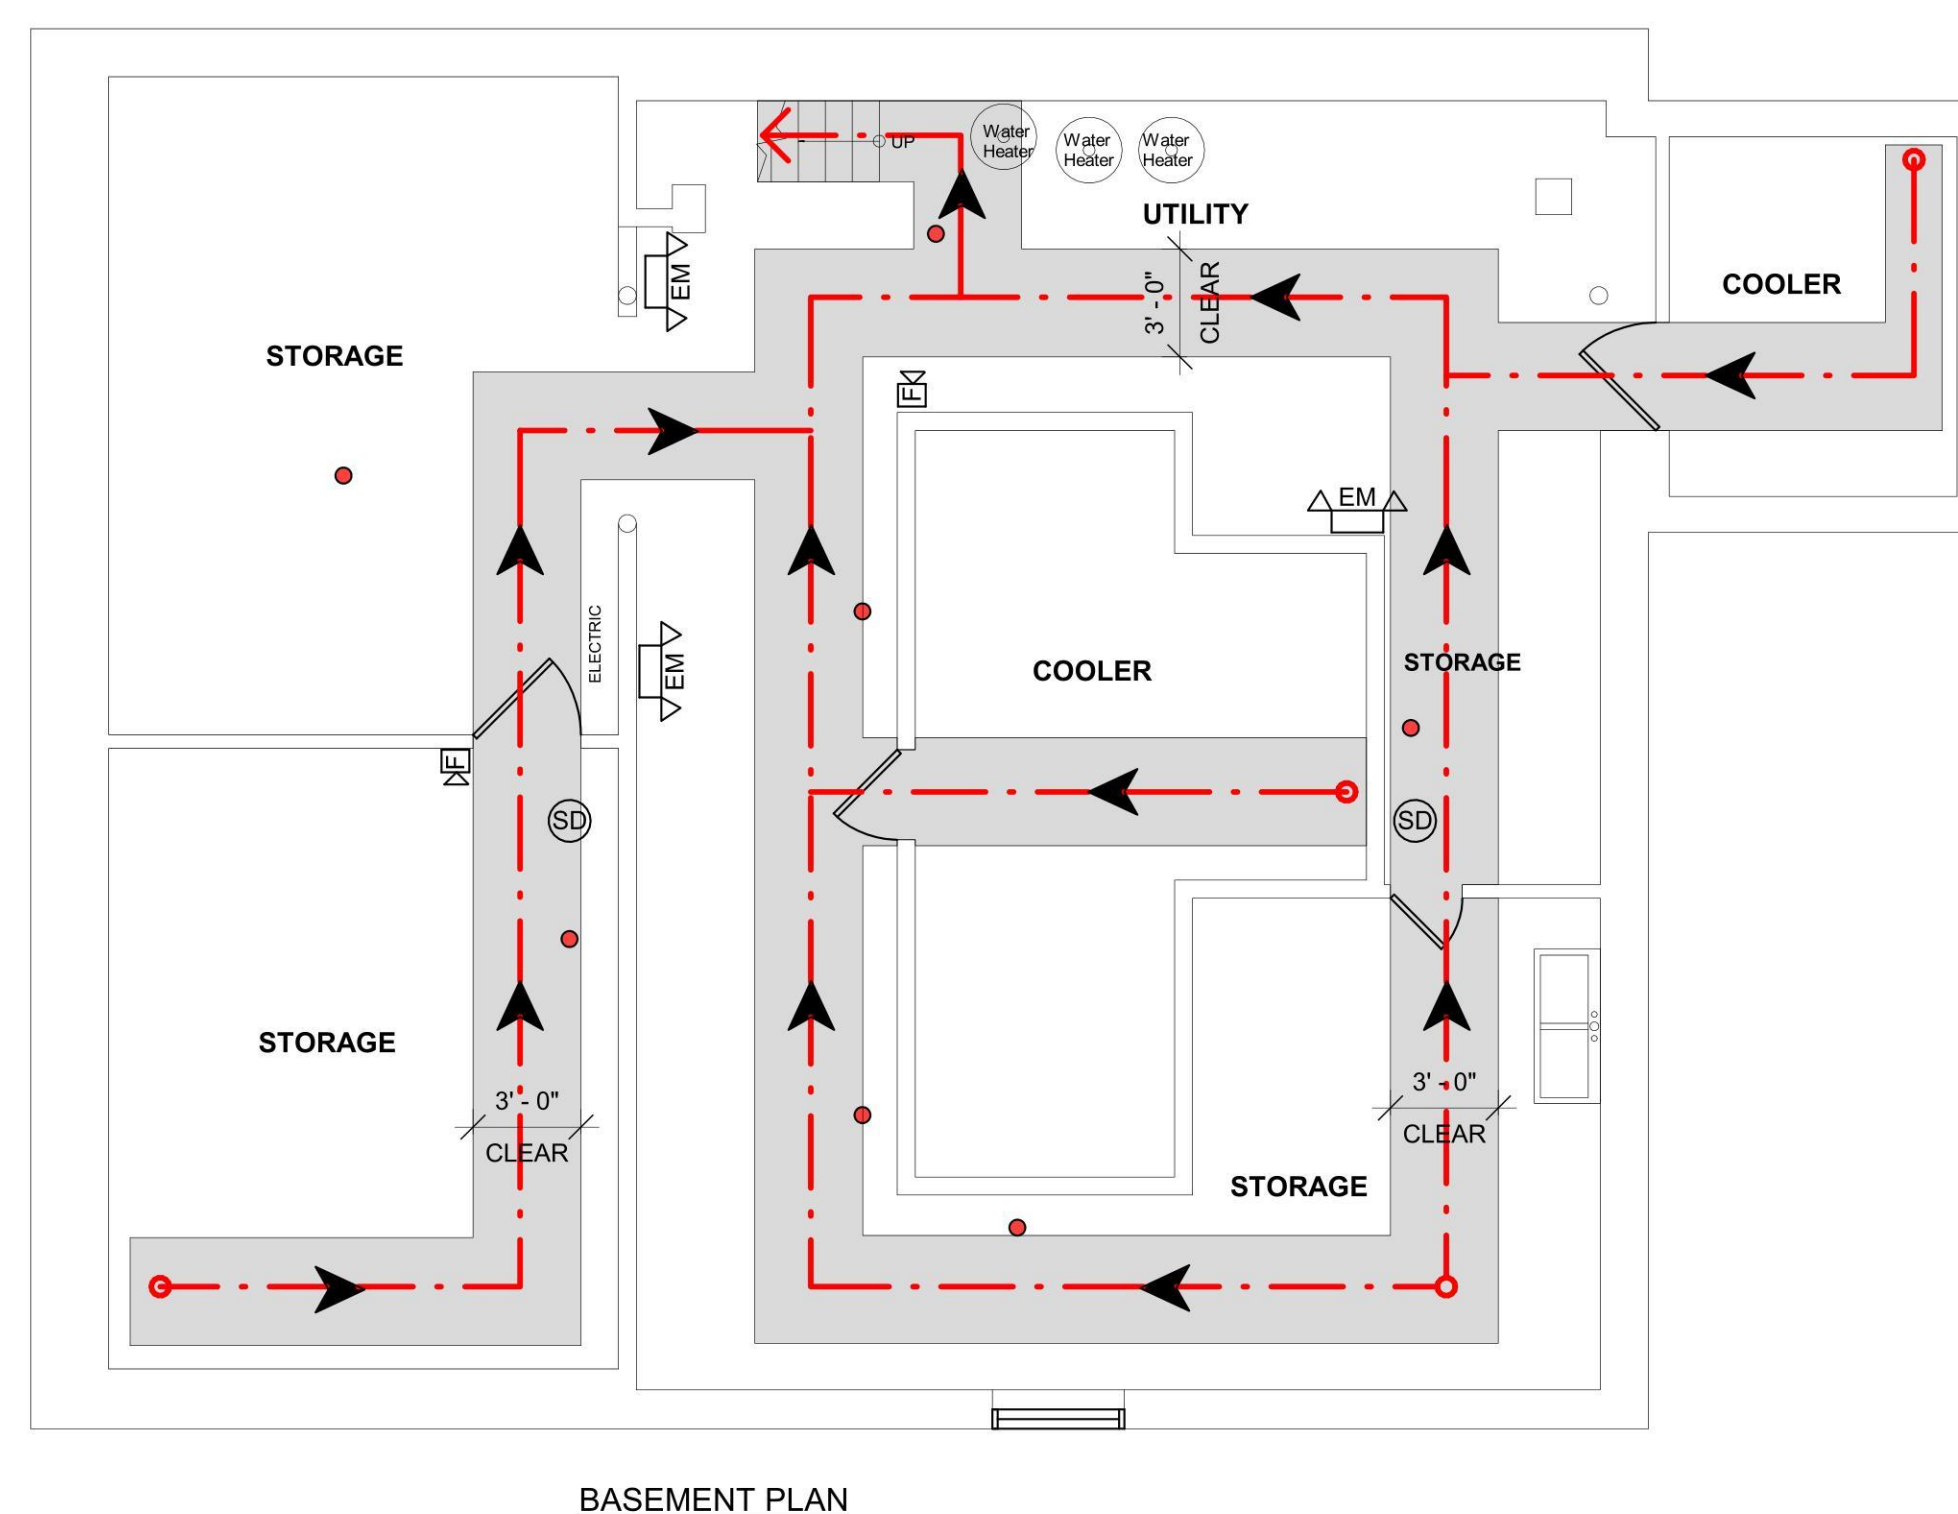 UP
Water
Heater
Water
Heater
Water
Heater
UTILITY
EM
3' - 0"
CLEAR
COOLER
STORAGE
F
EM
ELECTRIC
EM
COOLER
STORAGE
F
SD
SD
STORAGE
3' - 0"
CLEAR
3' - 0"
CLEAR
STORAGE
BASEMENT PLAN